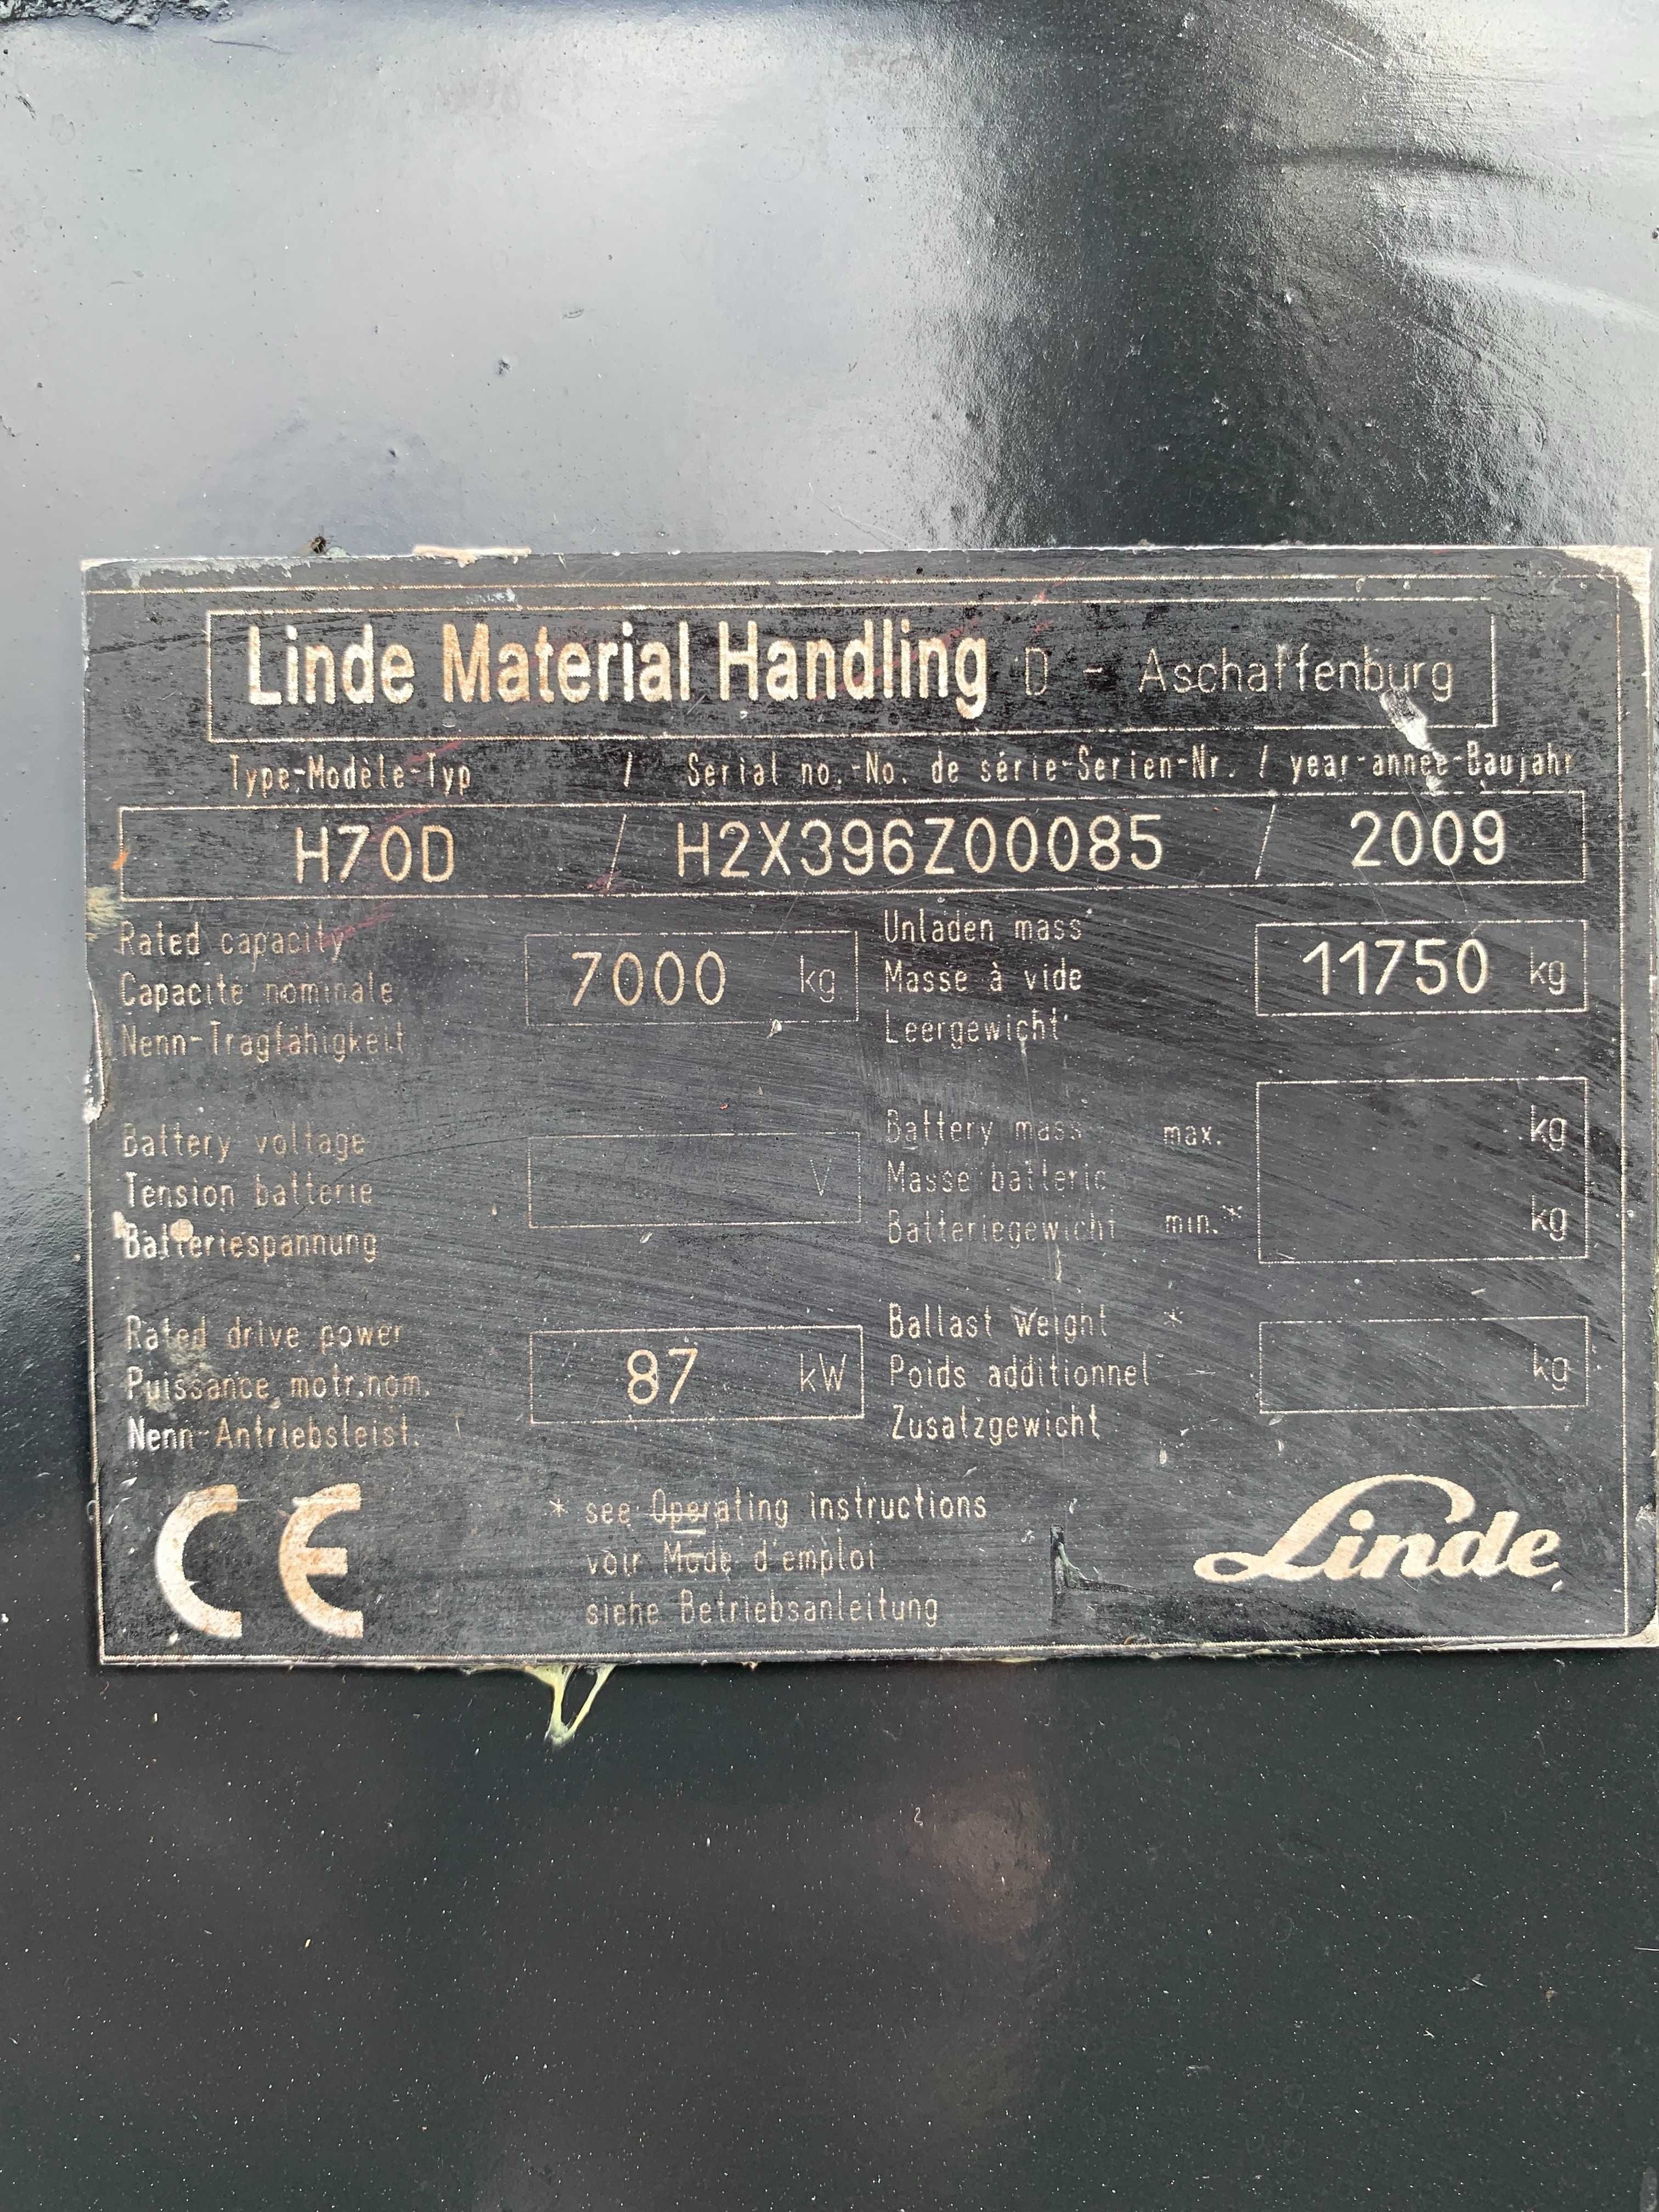 Linde Material Handling D - Aschaffenburg
Type-Modèle-Typ / Serial no.-No. de série-Serien-Nr. / year-année-Baujahr
H70D / H2X396Z00085 / 2009
Rated capacity
Capacité nominale
Nenn-Tragfähigkeit
7000 kg
Unladen mass
Masse à vide
Leergewicht
11750 kg
Battery voltage
Tension batterie
Batteriespannung
V
Battery mass max.
Masse batterie
Batteriegewicht min.*
kg
kg
Rated drive power
Puissance motr.nom.
Nenn-Antriebsleist.
87 kW
Ballast weight *
Poids additionnel
Zusatzgewicht
kg
CE
* see Operating instructions
voir Mode d'emploi
siehe Betriebsanleitung
Linde